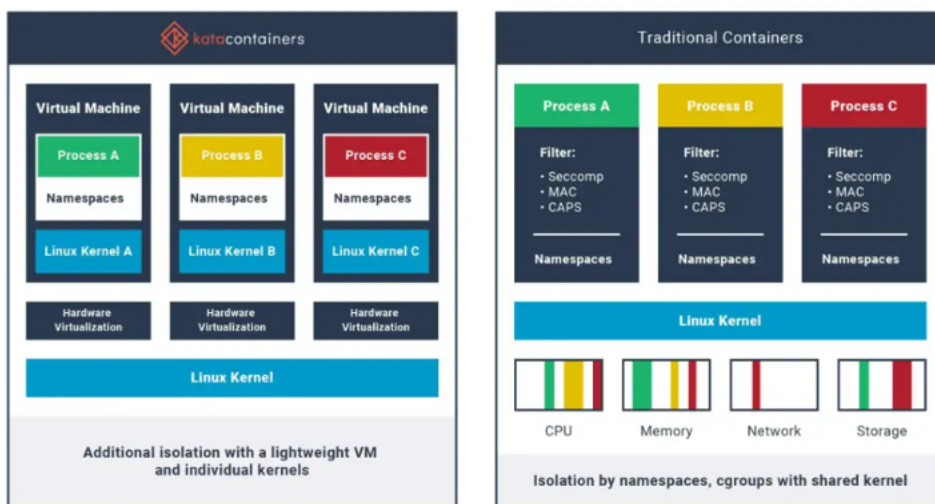 katacontainers
Virtual Machine
Process A
Namespaces
Linux Kernel A
Virtual Machine
Process B
Namespaces
Linux Kernel B
Virtual Machine
Process C
Namespaces
Linux Kernel C
Hardware
Virtualization
Hardware
Virtualization
Hardware
Virtualization
Linux Kernel
Additional isolation with a lightweight VM
and individual kernels
Traditional Containers
Process A
Filter:
• Seccomp
• MAC
• CAPS
Namespaces
Process B
Filter:
• Seccomp
• MAC
• CAPS
Namespaces
Process C
Filter:
• Seccomp
• MAC
• CAPS
Namespaces
Linux Kernel
CPU
Memory
Network
Storage
Isolation by namespaces, cgroups with shared kernel